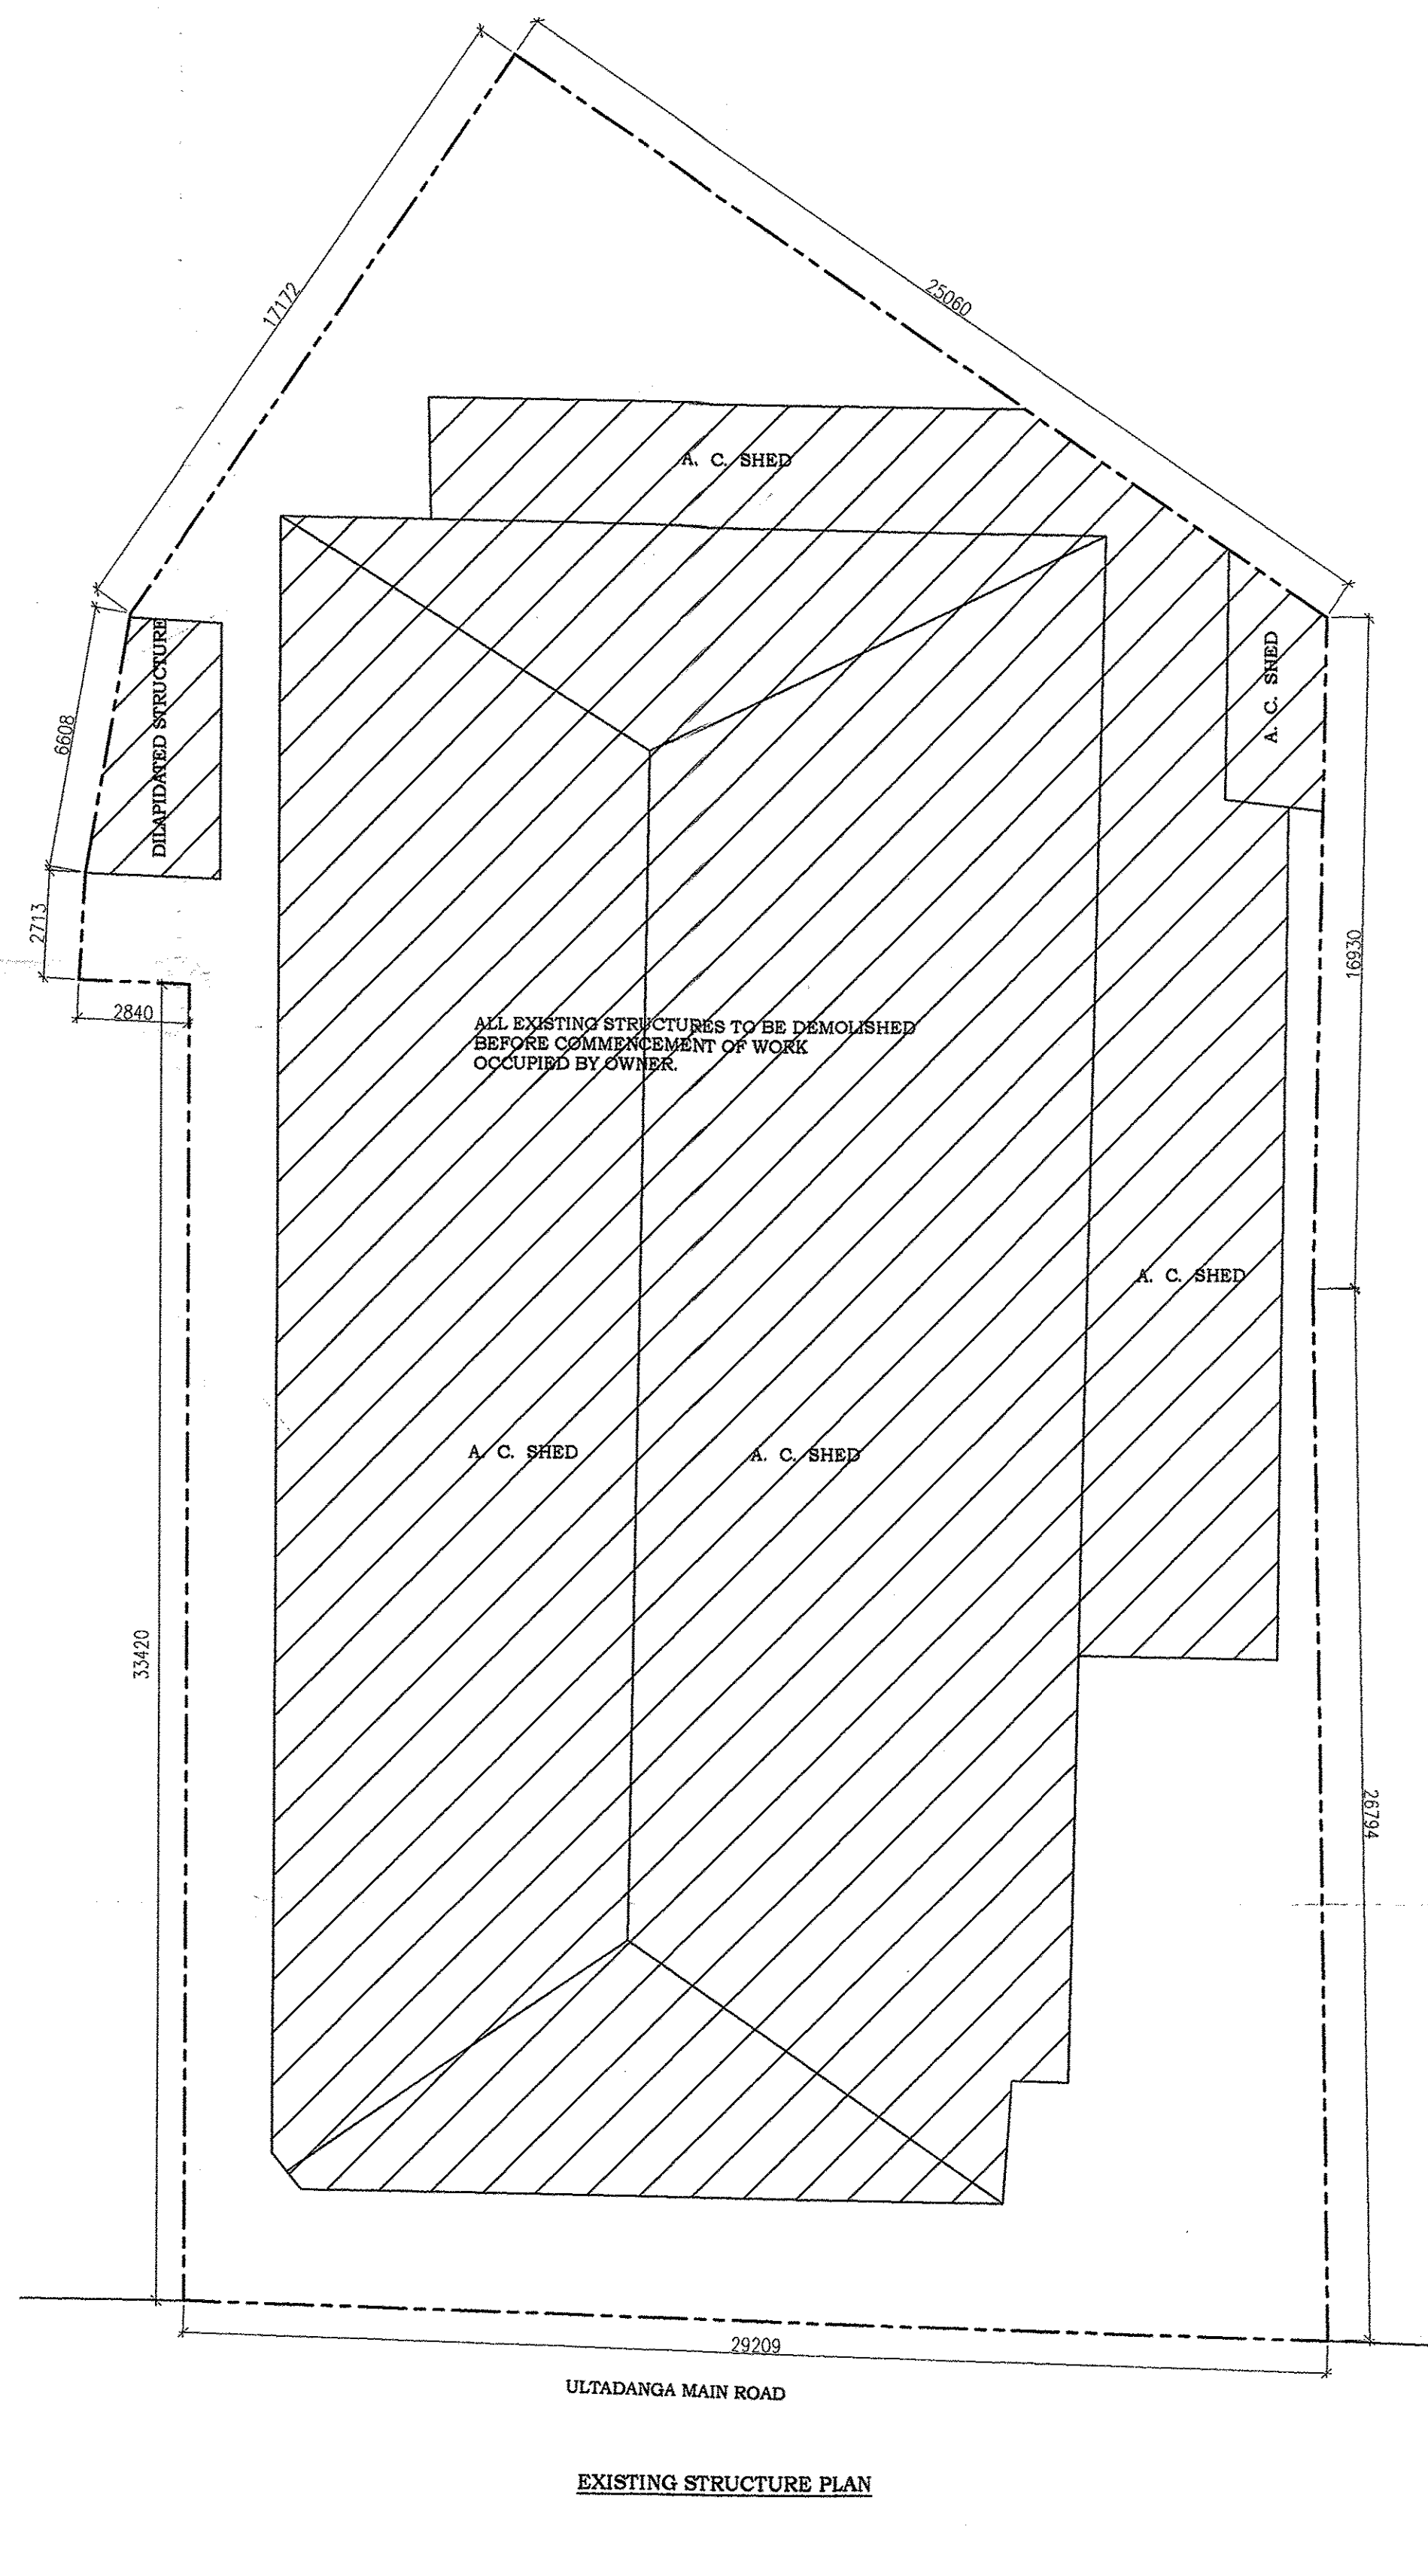 17172
25060
A. C. SHED
DILAPIDATED STRUCTURE
A. C. SHED
6608
2713
16930
2840
ALL EXISTING STRUCTURES TO BE DEMOLISHED
BEFORE COMMENCEMENT OF WORK
OCCUPIED BY OWNER.
A. C. SHED
A. C. SHED
A. C. SHED
33420
26794
29209
ULTADANGA MAIN ROAD
EXISTING STRUCTURE PLAN